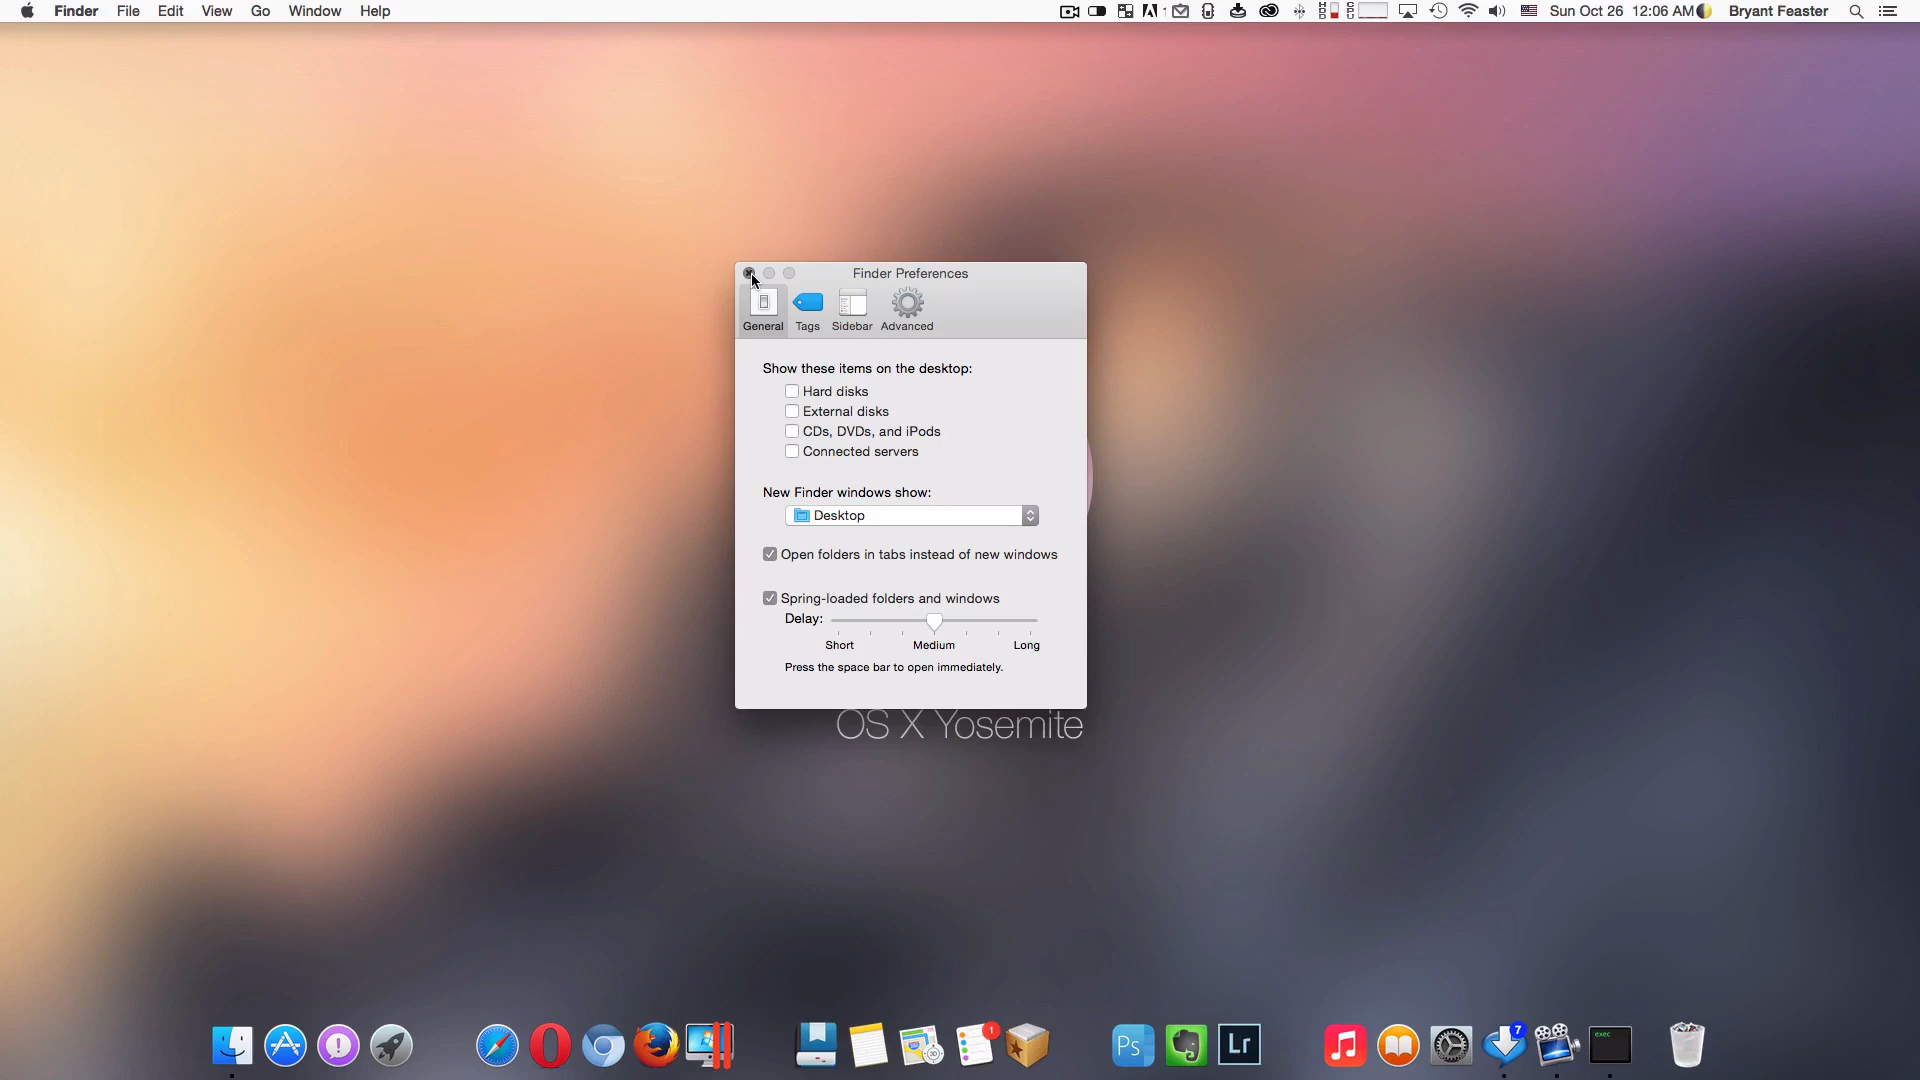 Finder File Edit View Go Window Help Sun Oct 26 12:06 AM Bryant Feaster
Finder Preferences
General Tags Sidebar Advanced
Show these items on the desktop:
Hard disks
External disks
CDs, DVDs, and iPods
Connected servers
New Finder windows show:
Desktop
Open folders in tabs instead of new windows
Spring-loaded folders and windows
Delay:
Short Medium Long
Press the space bar to open immediately.
OS X Yosemite
1
Ps
Lr
7
exec